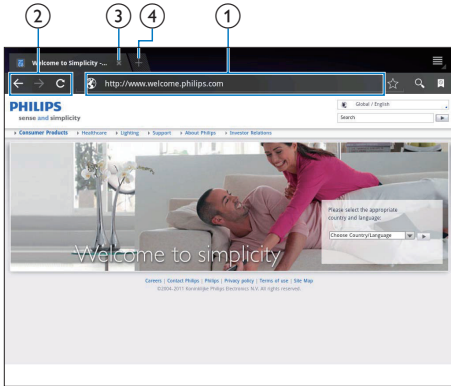 2 3 4 1
Welcome to Simplicity -... × +
http://www.welcome.philips.com
PHILIPS
sense and simplicity
Global / English
Search
Consumer Products Healthcare Lighting Support About Philips Investor Relations
Please select the appropriate
country and language:
Choose Country/Language
Welcome to simplicity
Careers | Contact Philips | Philips | Privacy policy | Terms of use | Site Map
©2004-2011 Koninklijke Philips Electronics N.V. All rights reserved.